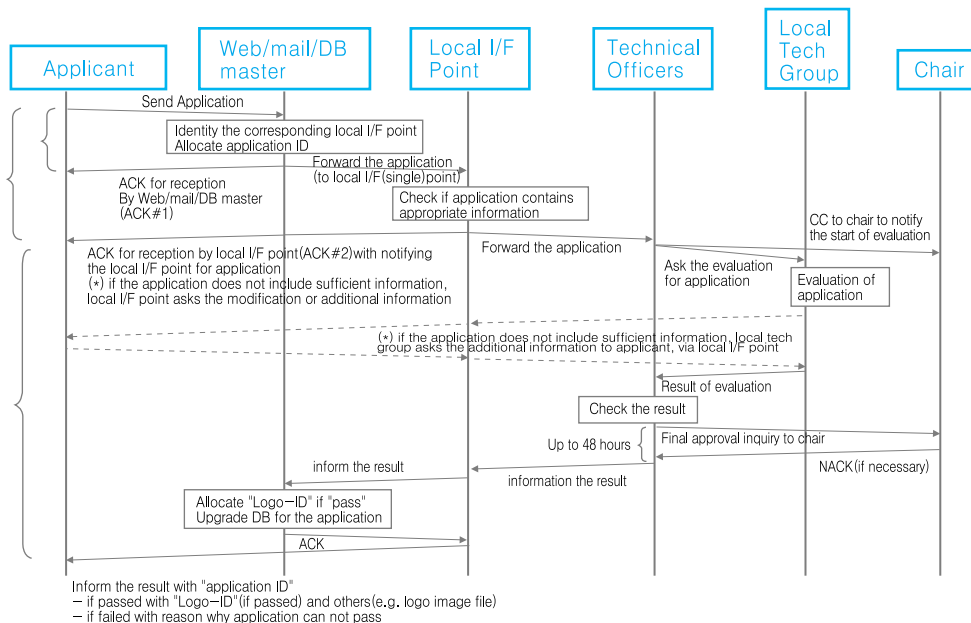 Applicant
Web/mail/DB
master
Local I/F
Point
Technical
Officers
Local
Tech
Group
Chair
Send Application
Identity the corresponding local I/F point
Allocate application ID
Forward the application
(to local I/F(single)point)
ACK for reception
By Web/mail/DB master
(ACK#1)
Check if application contains
appropriate information
CC to chair to notify
the start of evaluation
ACK for reception by local I/F point(ACK#2)with notifying
the local I/F point for application
(*) if the application does not include sufficient information,
local I/F point asks the modification or additional information
Forward the application
Ask the evaluation
for application
Evaluation of
application
(*) if the application does not include sufficient information, local tech
group asks the additional information to applicant, via local I/F point
Result of evaluation
Check the result
Up to 48 hours
Final approval inquiry to chair
NACK(if necessary)
inform the result
information the result
Allocate "Logo-ID" if "pass"
Upgrade DB for the application
ACK
Inform the result with "application ID"
- if passed with "Logo-ID"(if passed) and others(e.g. logo image file)
- if failed with reason why application can not pass